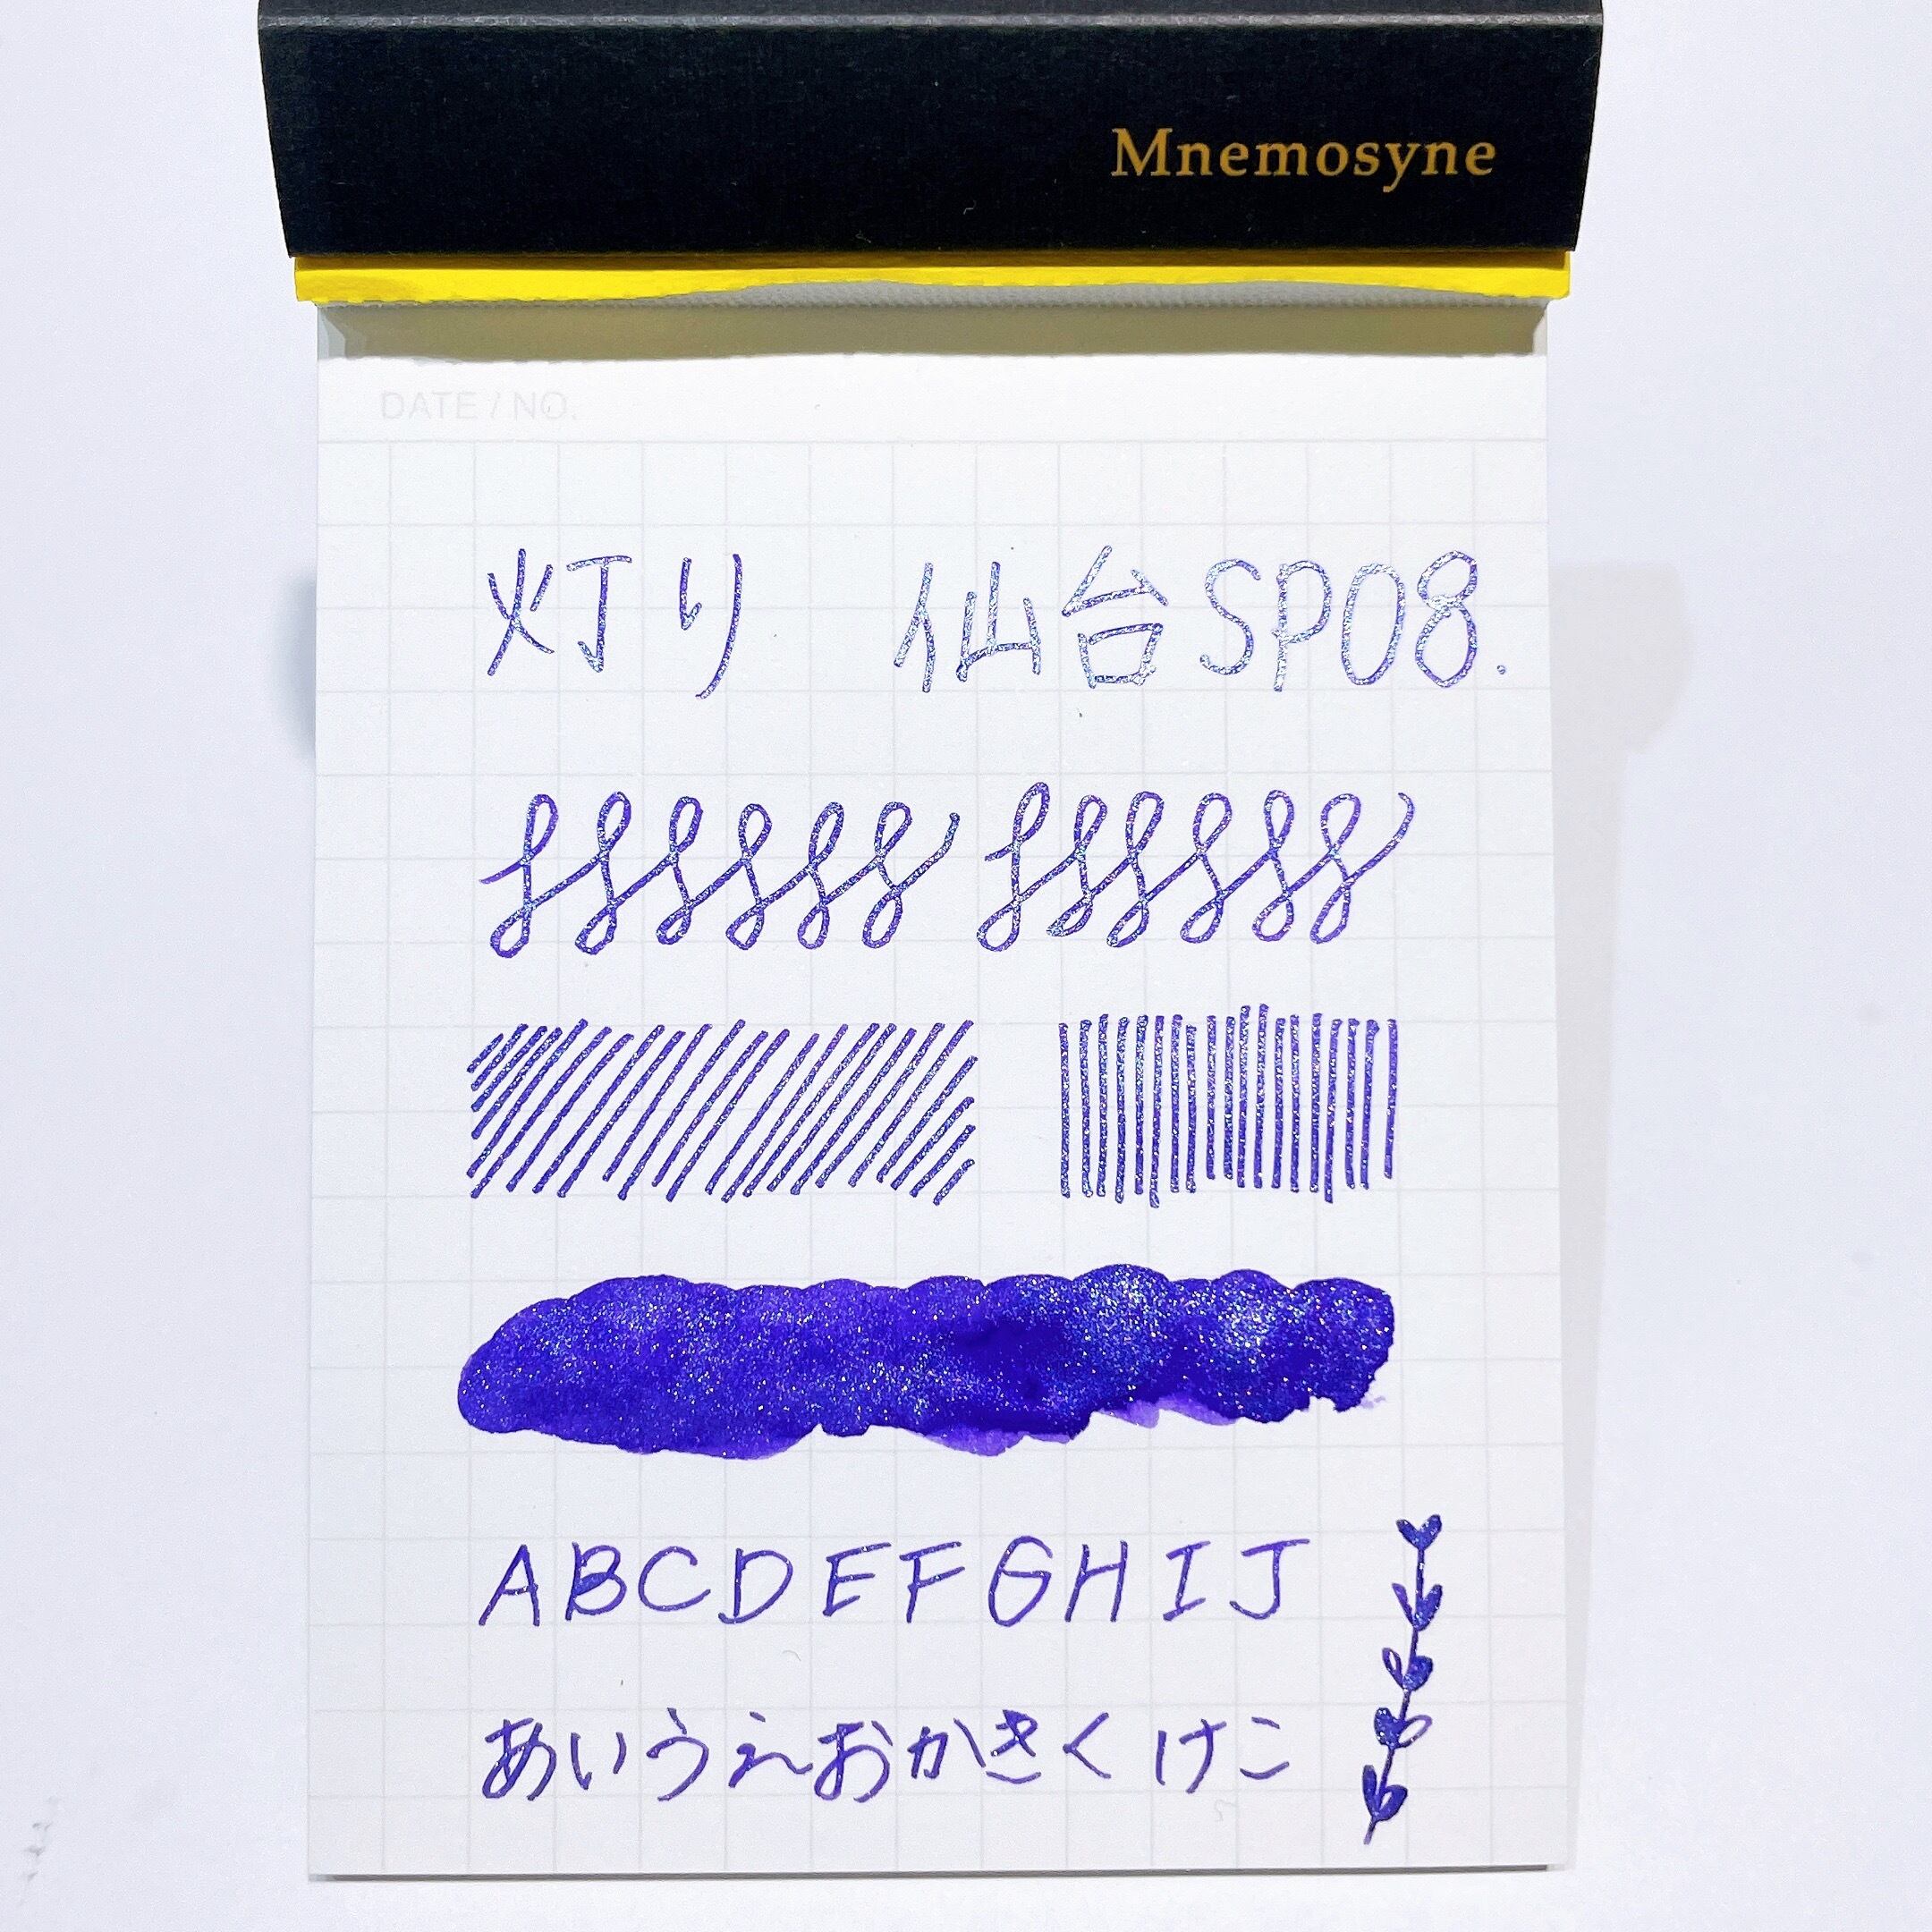 Mnemosyne
DATE / NO.
灯り 仙台SP08.
ABCDEFGHIJ
あいうえおかきくけこ